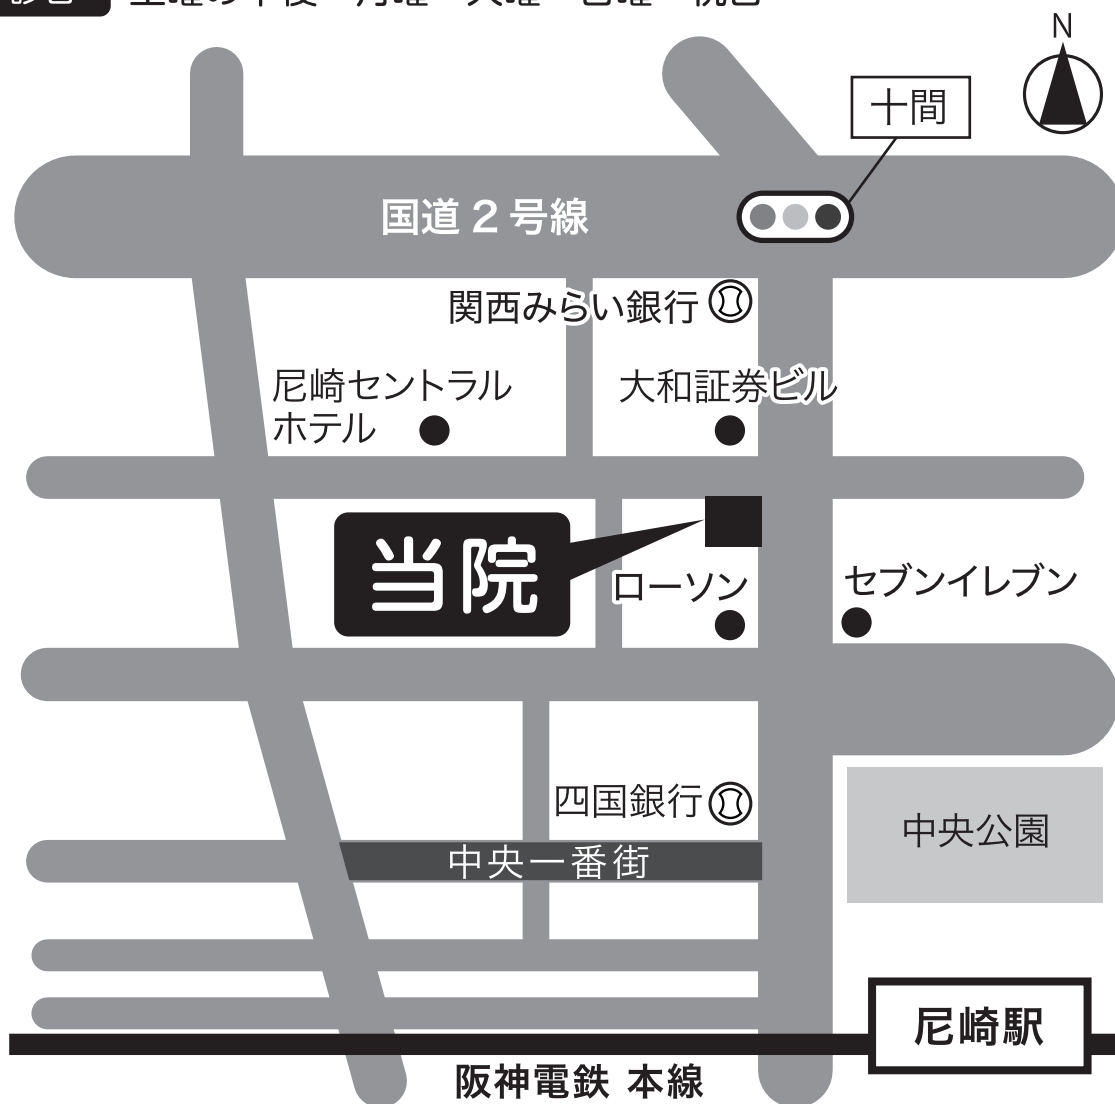 N
十間
国道2号線
関西みらい銀行
尼崎セントラル
ホテル
大和証券ビル
当院
ローソン
セブンイレブン
四国銀行
中央公園
中央一番街
尼崎駅
阪神電鉄 本線